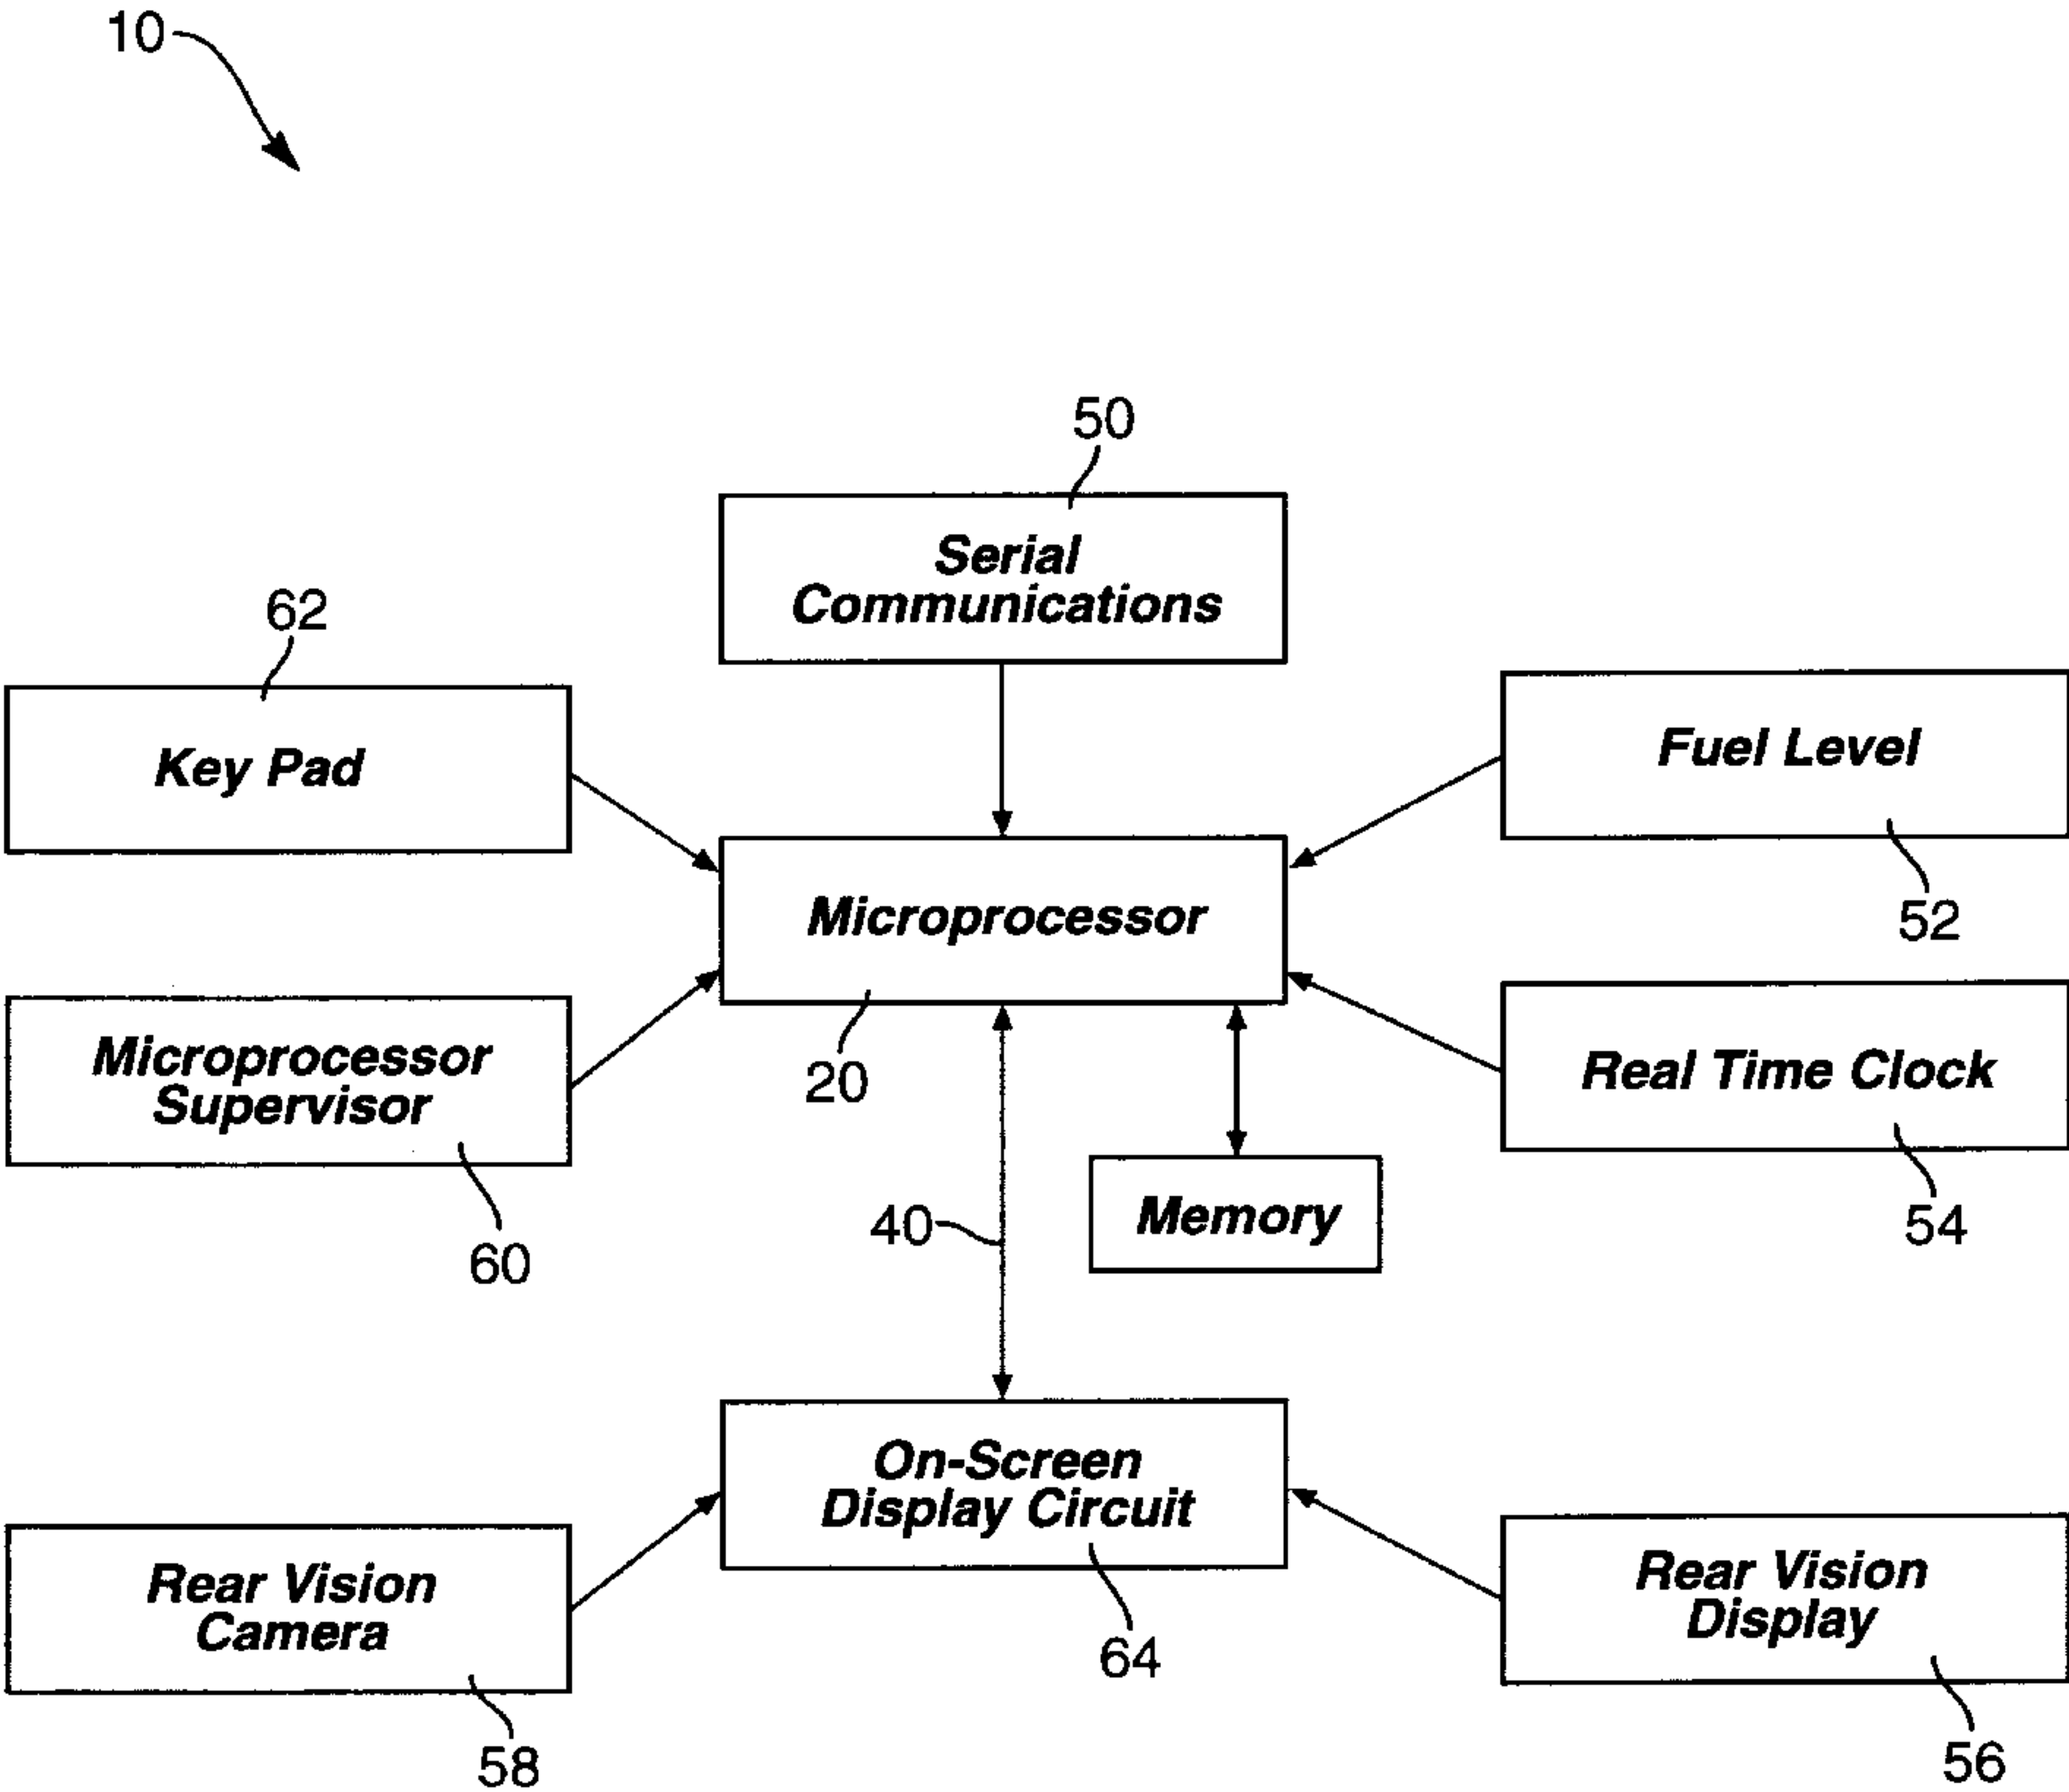 10
50
Serial
Communications
62
Key Pad
Fuel Level
52
Microprocessor
20
Microprocessor
Supervisor
60
Real Time Clock
54
40
Memory
On-Screen
Display Circuit
64
Rear Vision
Camera
58
Rear Vision
Display
56